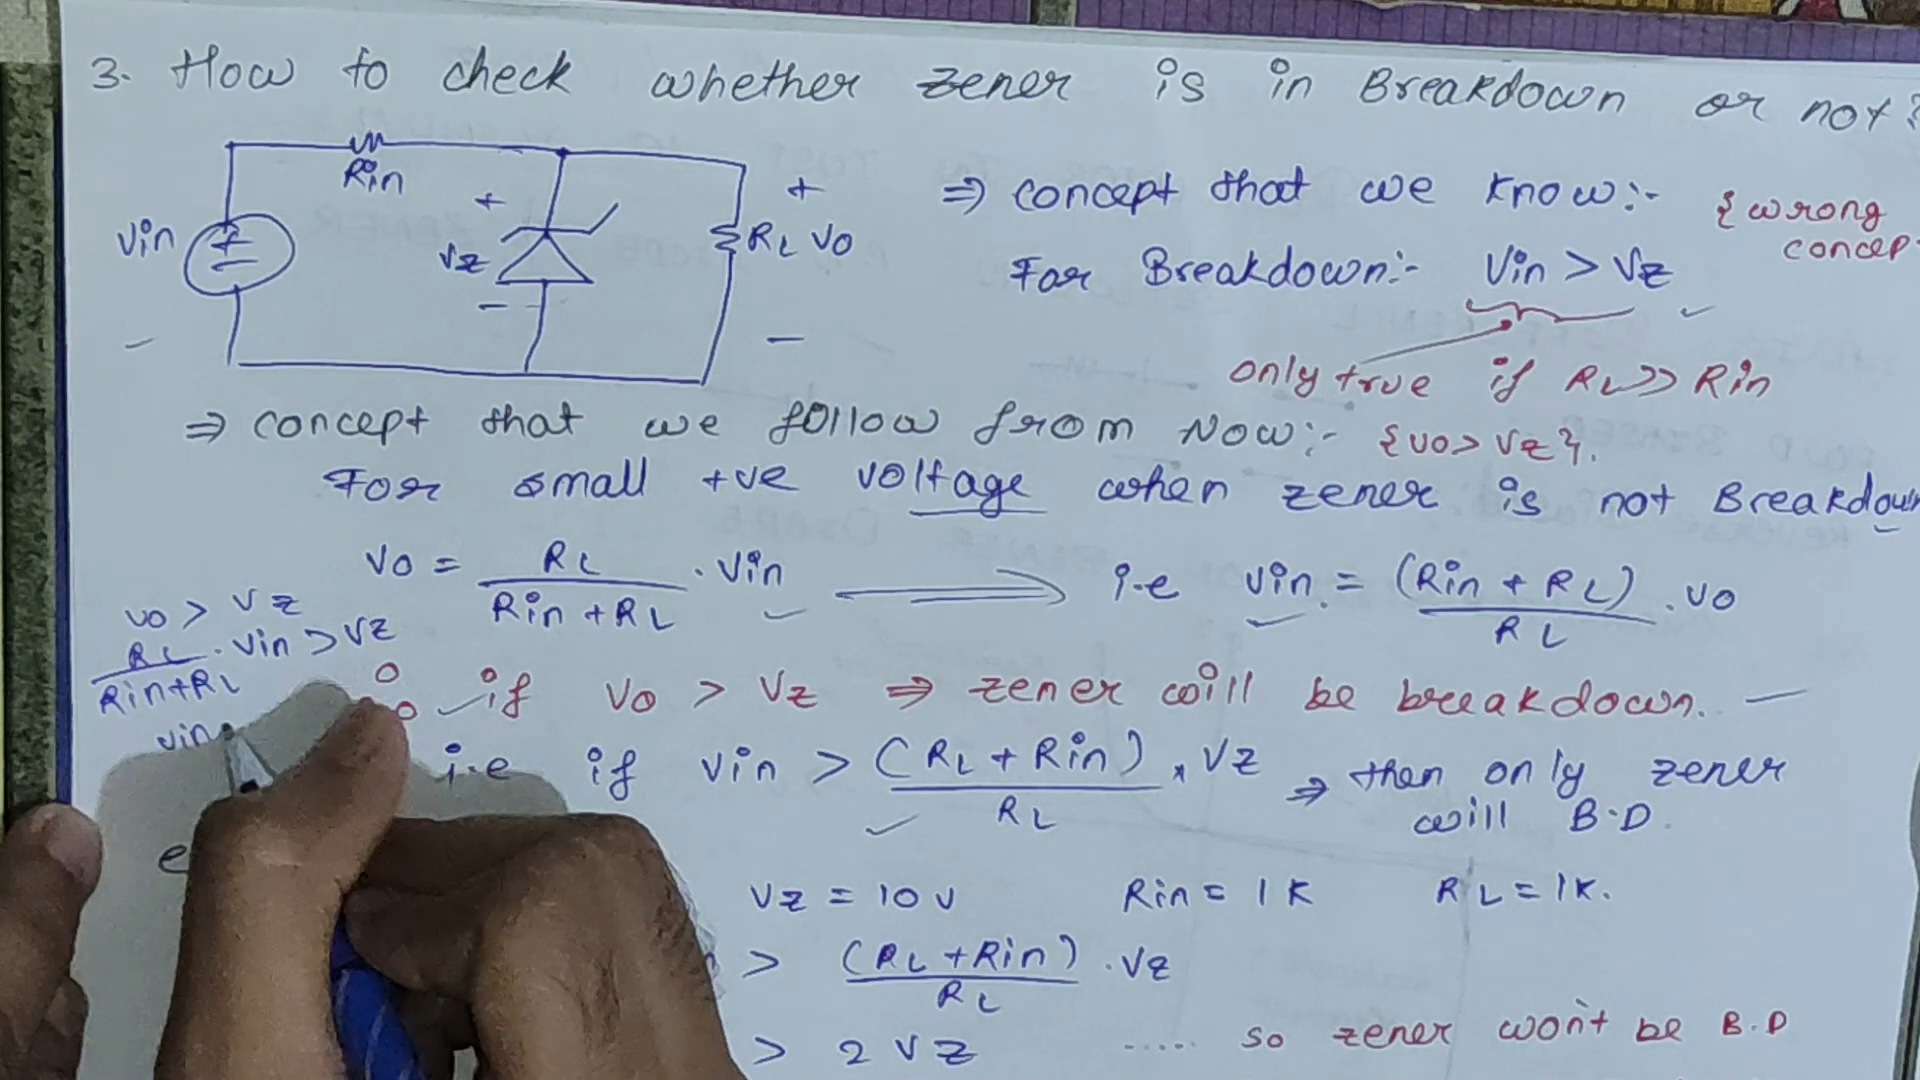 3. How to check whether zener is in Breakdown or not?
Rin
Vin
+
Vz
-
+
RL Vo
-
⇒ concept that we know:- {wrong
concep
For Breakdown:- Vin > Vz
only true if RL>> Rin
⇒ concept that we follow from Now:- {vo> Vz}.
For small +ve voltage when zener is not Breakdow
Vo = RL / Rin + RL . Vin ⟹ i.e Vin = (Rin + RL) / RL . Vo
vo > Vz
RL / Rin+RL . Vin > VZ
vin
if Vo > Vz ⇒ zener will be breakdown.
i.e if Vin > (RL + Rin) / RL × VZ ⇒ then only zener
will B.D.
e
Vz = 10 V Rin = 1 K RL = 1K.
> (RL + Rin) / RL . Vz
> 2 VZ ..... so zener won't be B.D